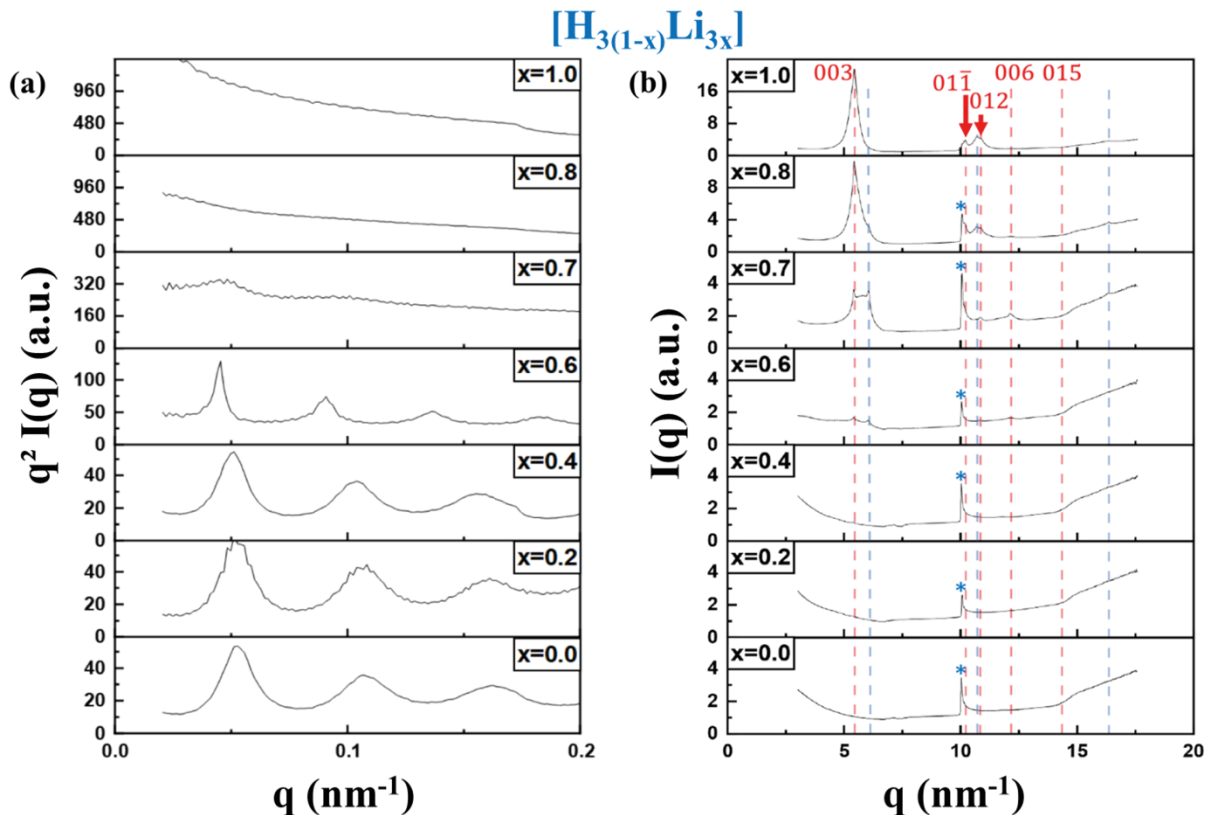 [H3(1-x)Li3x]
(a)
x=1.0
960
480
0
x=0.8
960
480
0
x=0.7
320
160
0
x=0.6
100
50
0
x=0.4
40
20
0
x=0.2
40
20
0
x=0.0
40
20
0
0.0 0.1 0.2
q² I(q) (a.u.)
q (nm⁻¹)
(b)
x=1.0
003 011̅ 012 006 015
16
8
0
x=0.8
*
8
4
0
x=0.7
*
4
2
0
x=0.6
*
4
2
0
x=0.4
*
4
2
0
x=0.2
*
4
2
0
x=0.0
*
4
2
0
0 5 10 15 20
I(q) (a.u.)
q (nm⁻¹)